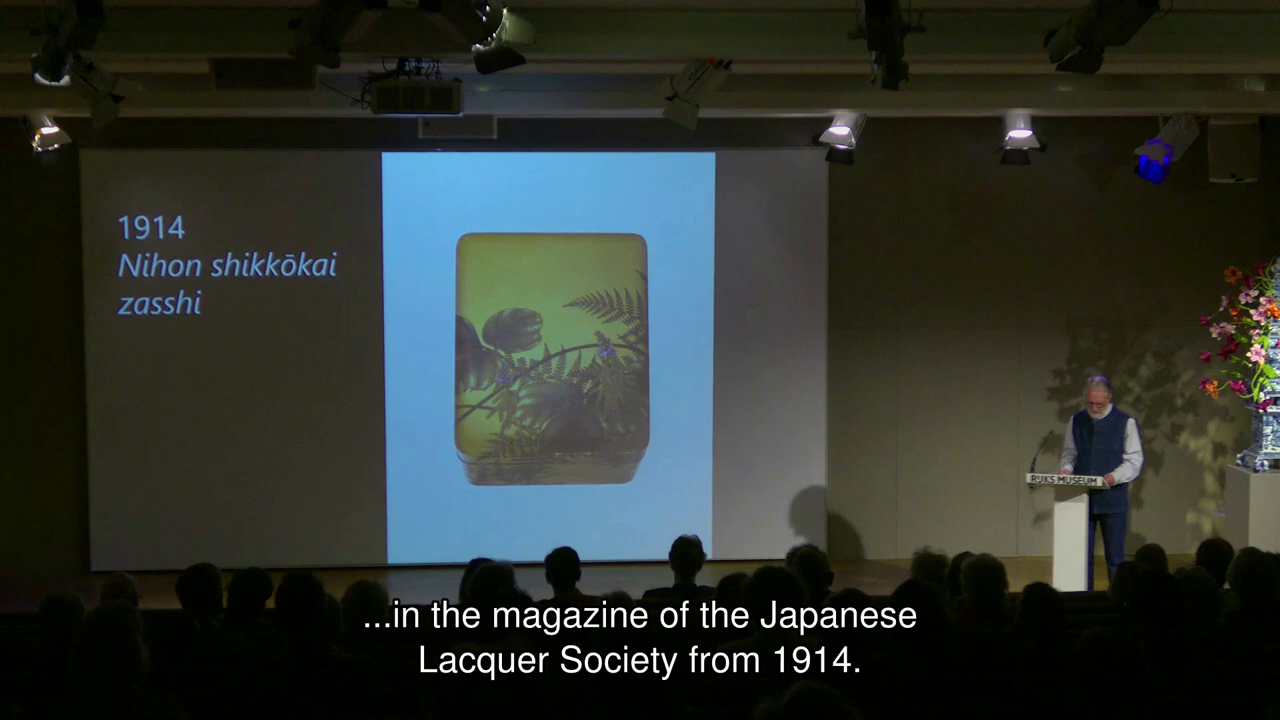 1914
Nihon shikkōkai
zasshi
RIJKS MUSEUM
...in the magazine of the Japanese
Lacquer Society from 1914.